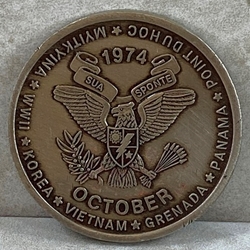 1974
SUA SPONTE
OCTOBER
WWII ★ KOREA ★ VIETNAM ★ GRENADA ★ PANAMA ★ POINT DU HOC ★ MYITKYINA ★